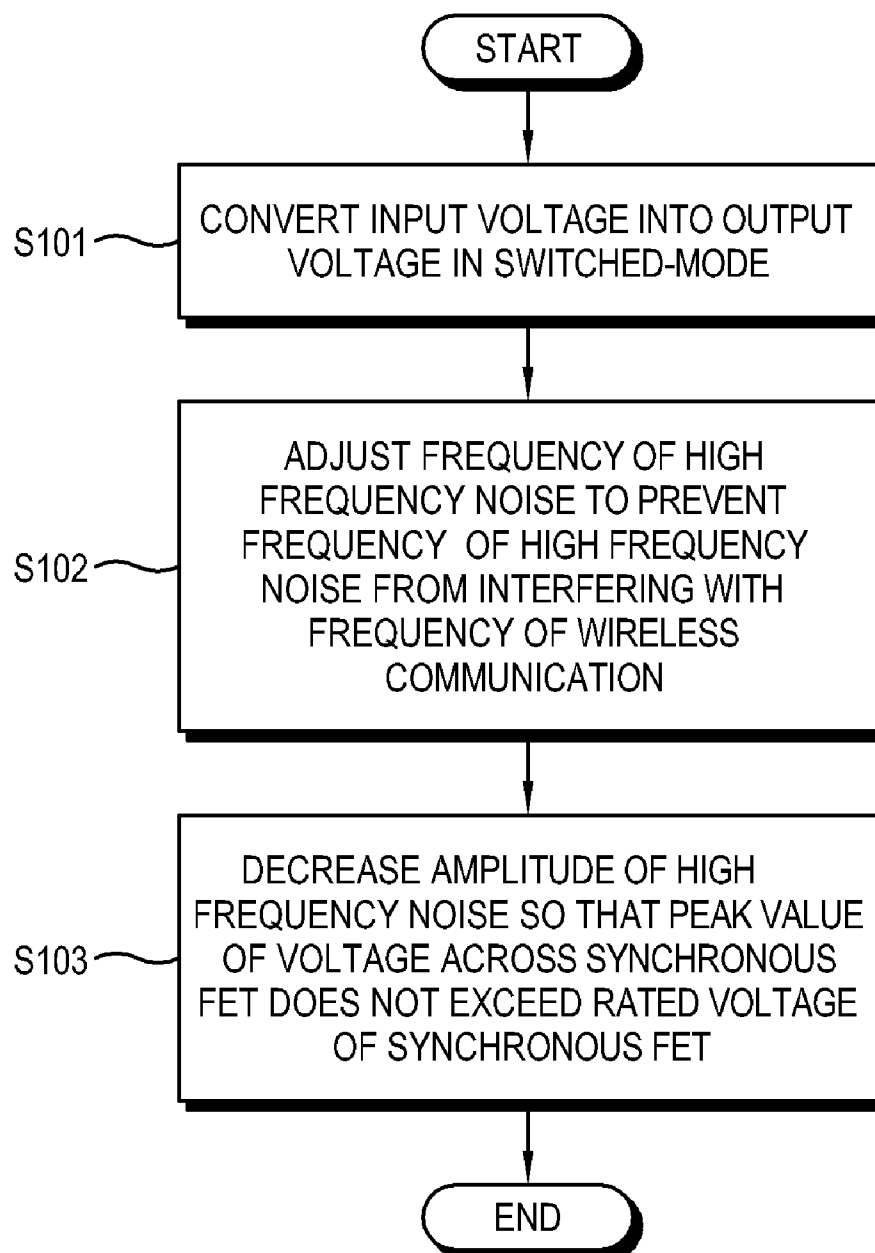 START
S101
CONVERT INPUT VOLTAGE INTO OUTPUT
VOLTAGE IN SWITCHED-MODE
S102
ADJUST FREQUENCY OF HIGH
FREQUENCY NOISE TO PREVENT
FREQUENCY OF HIGH FREQUENCY
NOISE FROM INTERFERING WITH
FREQUENCY OF WIRELESS
COMMUNICATION
S103
DECREASE AMPLITUDE OF HIGH
FREQUENCY NOISE SO THAT PEAK VALUE
OF VOLTAGE ACROSS SYNCHRONOUS
FET DOES NOT EXCEED RATED VOLTAGE
OF SYNCHRONOUS FET
END